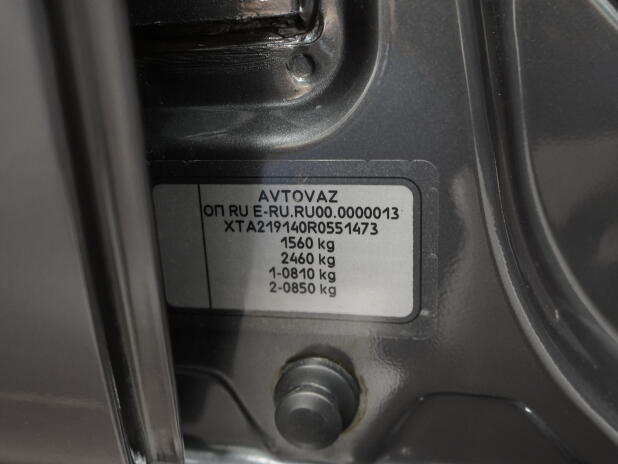 AVTOVAZ
ОП RU E-RU.RU00.0000013
XTA219140R0551473
1560 kg
2460 kg
1-0810 kg
2-0850 kg